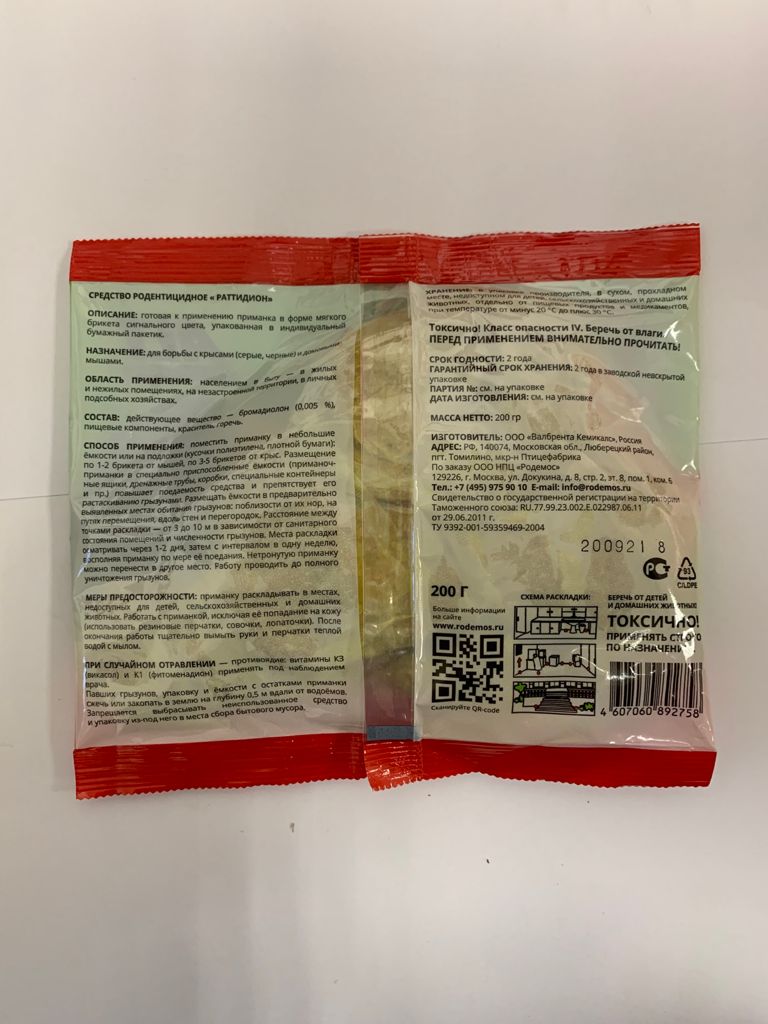 СРЕДСТВО РОДЕНТИЦИДНОЕ « РАТТИДИОН»
ОПИСАНИЕ: готовая к применению приманка в форме мягкого
брикета сигнального цвета, упакованная в индивидуальный
бумажный пакетик.
НАЗНАЧЕНИЕ: для борьбы с крысами (серые, черные) и домовыми
мышами.
ОБЛАСТЬ ПРИМЕНЕНИЯ: населением в быту — в жилых
и нежилых помещениях, на незастроенной территории, в личных
подсобных хозяйствах.
СОСТАВ: действующее вещество — бромадиолон (0,005 %),
пищевые компоненты, краситель, горечь.
СПОСОБ ПРИМЕНЕНИЯ: поместить приманку в небольшие
ёмкости или на подложки (кусочки полиэтилена, плотной бумаги);
по 1-2 брикета от мышей, по 3-5 брикетов от крыс. Размещение
приманки в специально приспособленные ёмкости (приманоч-
ные ящики, дренажные трубы, коробки, специальные контейнеры
и пр.) повышает поедаемость средства и препятствует его
растаскиванию грызунами. Размещать ёмкости в предварительно
выявленных местах обитания грызунов: поблизости от их нор, на
путях перемещения, вдоль стен и перегородок. Расстояние между
точками раскладки — от 3 до 10 м в зависимости от санитарного
состояния помещений и численности грызунов. Места раскладки
осматривать через 1-2 дня, затем с интервалом в одну неделю,
восполняя приманку по мере её поедания. Нетронутую приманку
можно перенести в другое место. Работу проводить до полного
уничтожения грызунов.
МЕРЫ ПРЕДОСТОРОЖНОСТИ: приманку раскладывать в местах,
недоступных для детей, сельскохозяйственных и домашних
животных. Работать с приманкой, исключая её попадание на кожу
(использовать резиновые перчатки, совочки, лопаточки). После
окончания работы тщательно вымыть руки и перчатки теплой
водой с мылом.
ПРИ СЛУЧАЙНОМ ОТРАВЛЕНИИ — противоядие: витамины К3
(викасол) и К1 (фитоменадион) применять под наблюдением
врача.
Павших грызунов, упаковку и ёмкости с остатками приманки
сжечь или закопать в землю на глубину 0,5 м вдали от водоёмов.
Запрещается выбрасывать неиспользованное средство
и упаковку из-под него в места сбора бытового мусора.
ХРАНЕНИЕ: в упаковке производителя, в сухом, прохладном
месте, недоступном для детей, сельскохозяйственных и домашних
животных, отдельно от пищевых продуктов и медикаментов,
при температуре от минус 20 °C до плюс 30 °C.
Токсично! Класс опасности IV. Беречь от влаги.
ПЕРЕД ПРИМЕНЕНИЕМ ВНИМАТЕЛЬНО ПРОЧИТАТЬ!
СРОК ГОДНОСТИ: 2 года
ГАРАНТИЙНЫЙ СРОК ХРАНЕНИЯ: 2 года в заводской невскрытой
упаковке
ПАРТИЯ №: см. на упаковке
ДАТА ИЗГОТОВЛЕНИЯ: см. на упаковке
МАССА НЕТТО: 200 гр
ИЗГОТОВИТЕЛЬ: ООО «Валбрента Кемикалс», Россия
АДРЕС: РФ, 140074, Московская обл., Люберецкий район,
пгт. Томилино, мкр-н Птицефабрика
По заказу ООО НПЦ «Родемос»
129226, г. Москва, ул. Докукина, д. 8, стр. 2, эт. 8, пом. 1, ком. 6
Тел.: +7 (495) 975 90 10 E-mail: info@rodemos.ru
Свидетельство о государственной регистрации на территории
Таможенного союза: RU.77.99.23.002.Е.022987.06.11
от 29.06.2011 г.
ТУ 9392-001-59359469-2004
200921 8
РС
93
C/LDPE
200 Г
Больше информации
на сайте
www.rodemos.ru
Сканируйте QR-code
СХЕМА РАСКЛАДКИ:
БЕРЕЧЬ ОТ ДЕТЕЙ
И ДОМАШНИХ ЖИВОТНЫХ
ТОКСИЧНО!
ПРИМЕНЯТЬ СТРОГО
ПО НАЗНАЧЕНИЮ
4 607060 892758